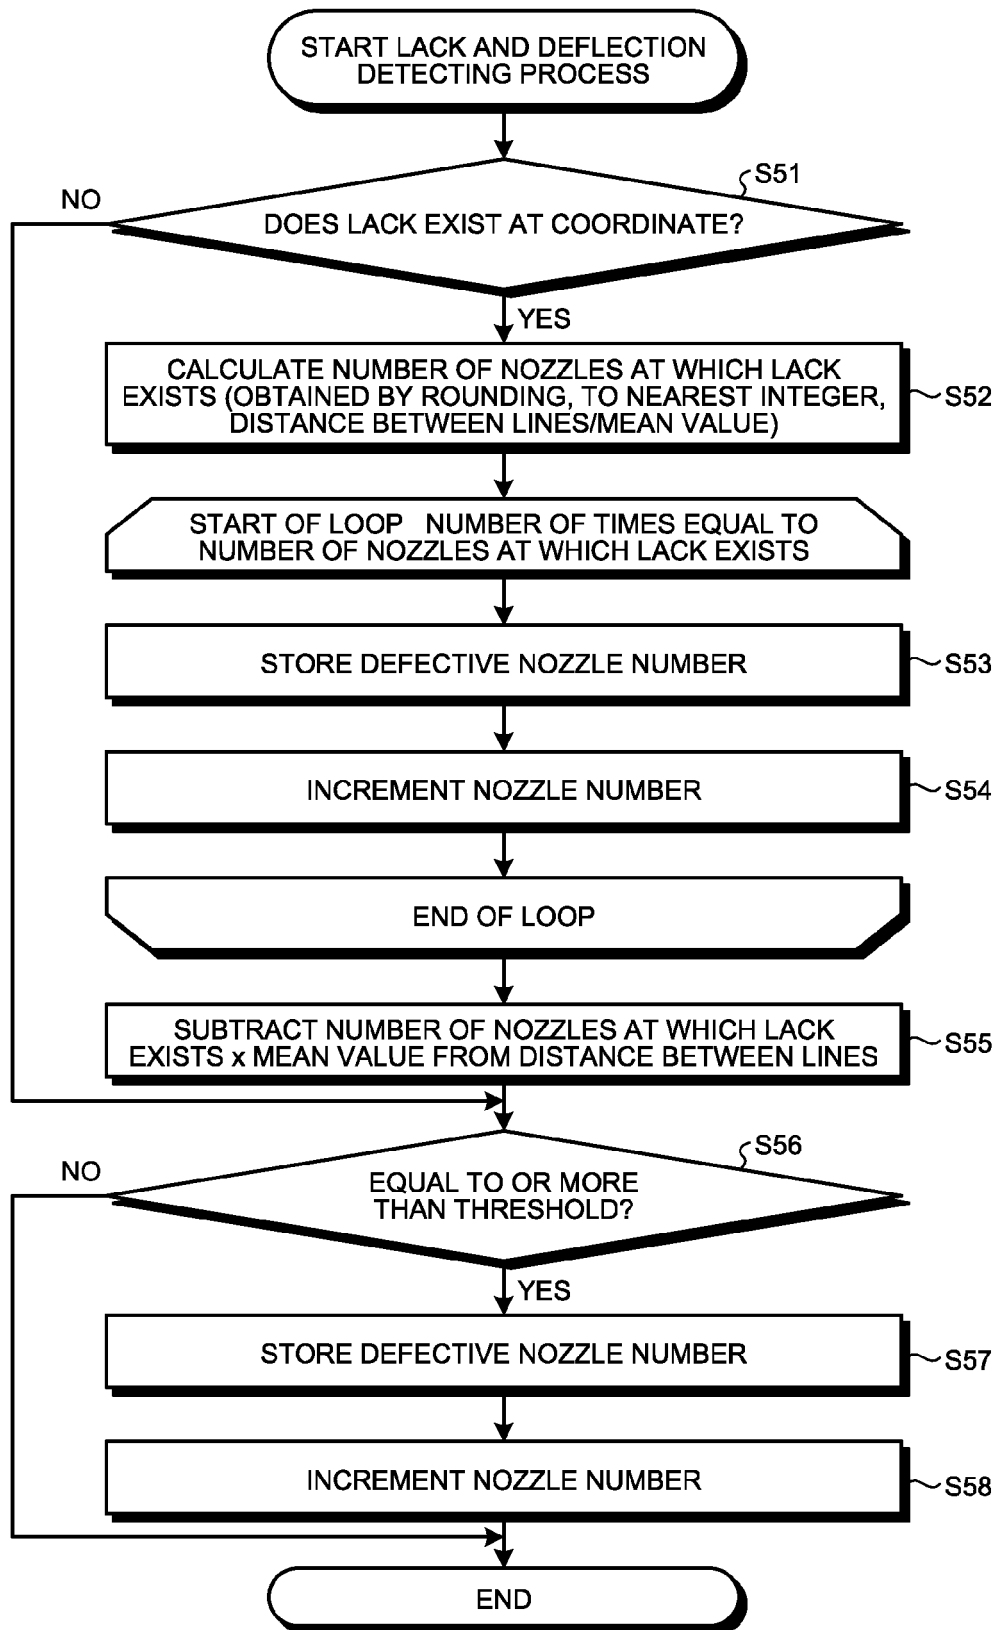 START LACK AND DEFLECTION
DETECTING PROCESS
S51
NO
DOES LACK EXIST AT COORDINATE?
YES
CALCULATE NUMBER OF NOZZLES AT WHICH LACK
EXISTS (OBTAINED BY ROUNDING, TO NEAREST INTEGER,
DISTANCE BETWEEN LINES/MEAN VALUE)
S52
START OF LOOP NUMBER OF TIMES EQUAL TO
NUMBER OF NOZZLES AT WHICH LACK EXISTS
STORE DEFECTIVE NOZZLE NUMBER
S53
INCREMENT NOZZLE NUMBER
S54
END OF LOOP
SUBTRACT NUMBER OF NOZZLES AT WHICH LACK
EXISTS x MEAN VALUE FROM DISTANCE BETWEEN LINES
S55
S56
NO
EQUAL TO OR MORE
THAN THRESHOLD?
YES
STORE DEFECTIVE NOZZLE NUMBER
S57
INCREMENT NOZZLE NUMBER
S58
END